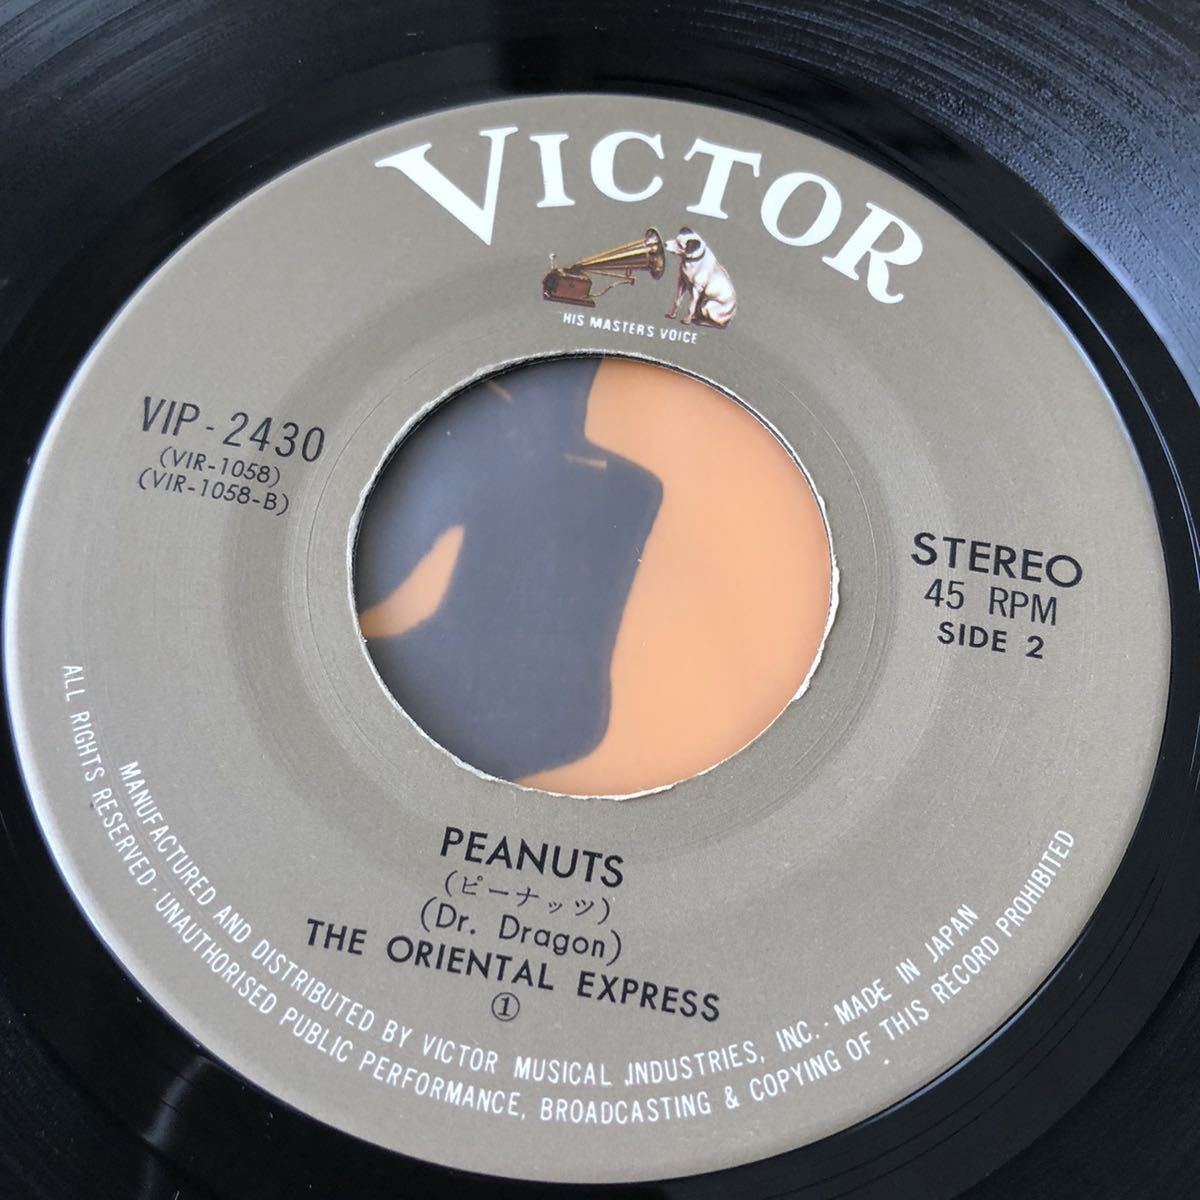 VICTOR
"HIS MASTER'S VOICE"
VIP-2430
(VIR-1058)
(VIR-1058-B)
STEREO
45 RPM
SIDE 2
PEANUTS
(ピーナッツ)
(Dr. Dragon)
THE ORIENTAL EXPRESS
①
MANUFACTURED AND DISTRIBUTED BY VICTOR MUSICAL INDUSTRIES, INC. · MADE IN JAPAN
ALL RIGHTS RESERVED · UNAUTHORISED PUBLIC PERFORMANCE, BROADCASTING & COPYING OF THIS RECORD PROHIBITED